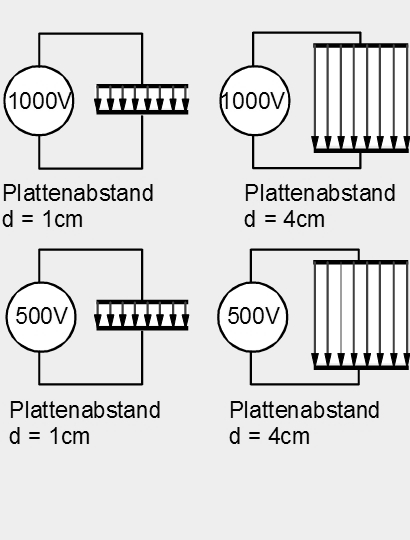 1000V
1000V
Plattenabstand
d = 1cm
Plattenabstand
d = 4cm
500V
500V
Plattenabstand
d = 1cm
Plattenabstand
d = 4cm